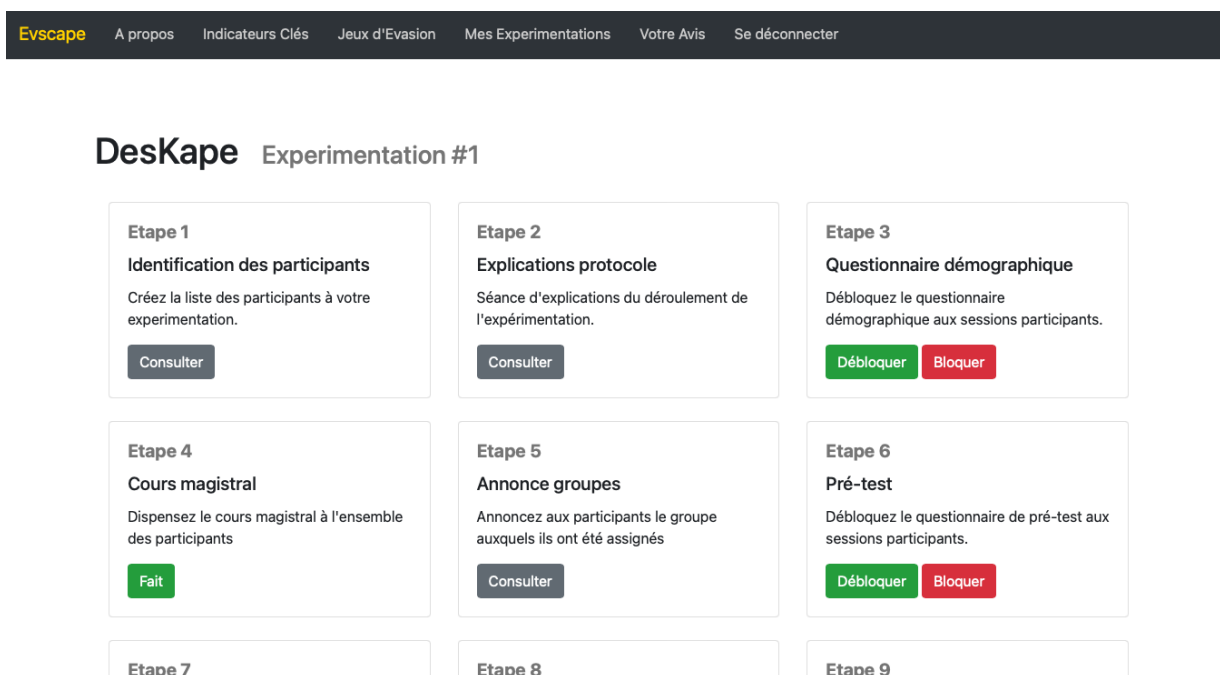 Evscape A propos Indicateurs Clés Jeux d'Evasion Mes Experimentations Votre Avis Se déconnecter
DesKape Experimentation #1
Etape 1
Identification des participants
Créez la liste des participants à votre
experimentation.
Consulter
Etape 2
Explications protocole
Séance d'explications du déroulement de
l'expérimentation.
Consulter
Etape 3
Questionnaire démographique
Débloquez le questionnaire
démographique aux sessions participants.
Débloquer Bloquer
Etape 4
Cours magistral
Dispensez le cours magistral à l'ensemble
des participants
Fait
Etape 5
Annonce groupes
Annoncez aux participants le groupe
auxquels ils ont été assignés
Consulter
Etape 6
Pré-test
Débloquez le questionnaire de pré-test aux
sessions participants.
Débloquer Bloquer
Etape 7
Etape 8
Etape 9